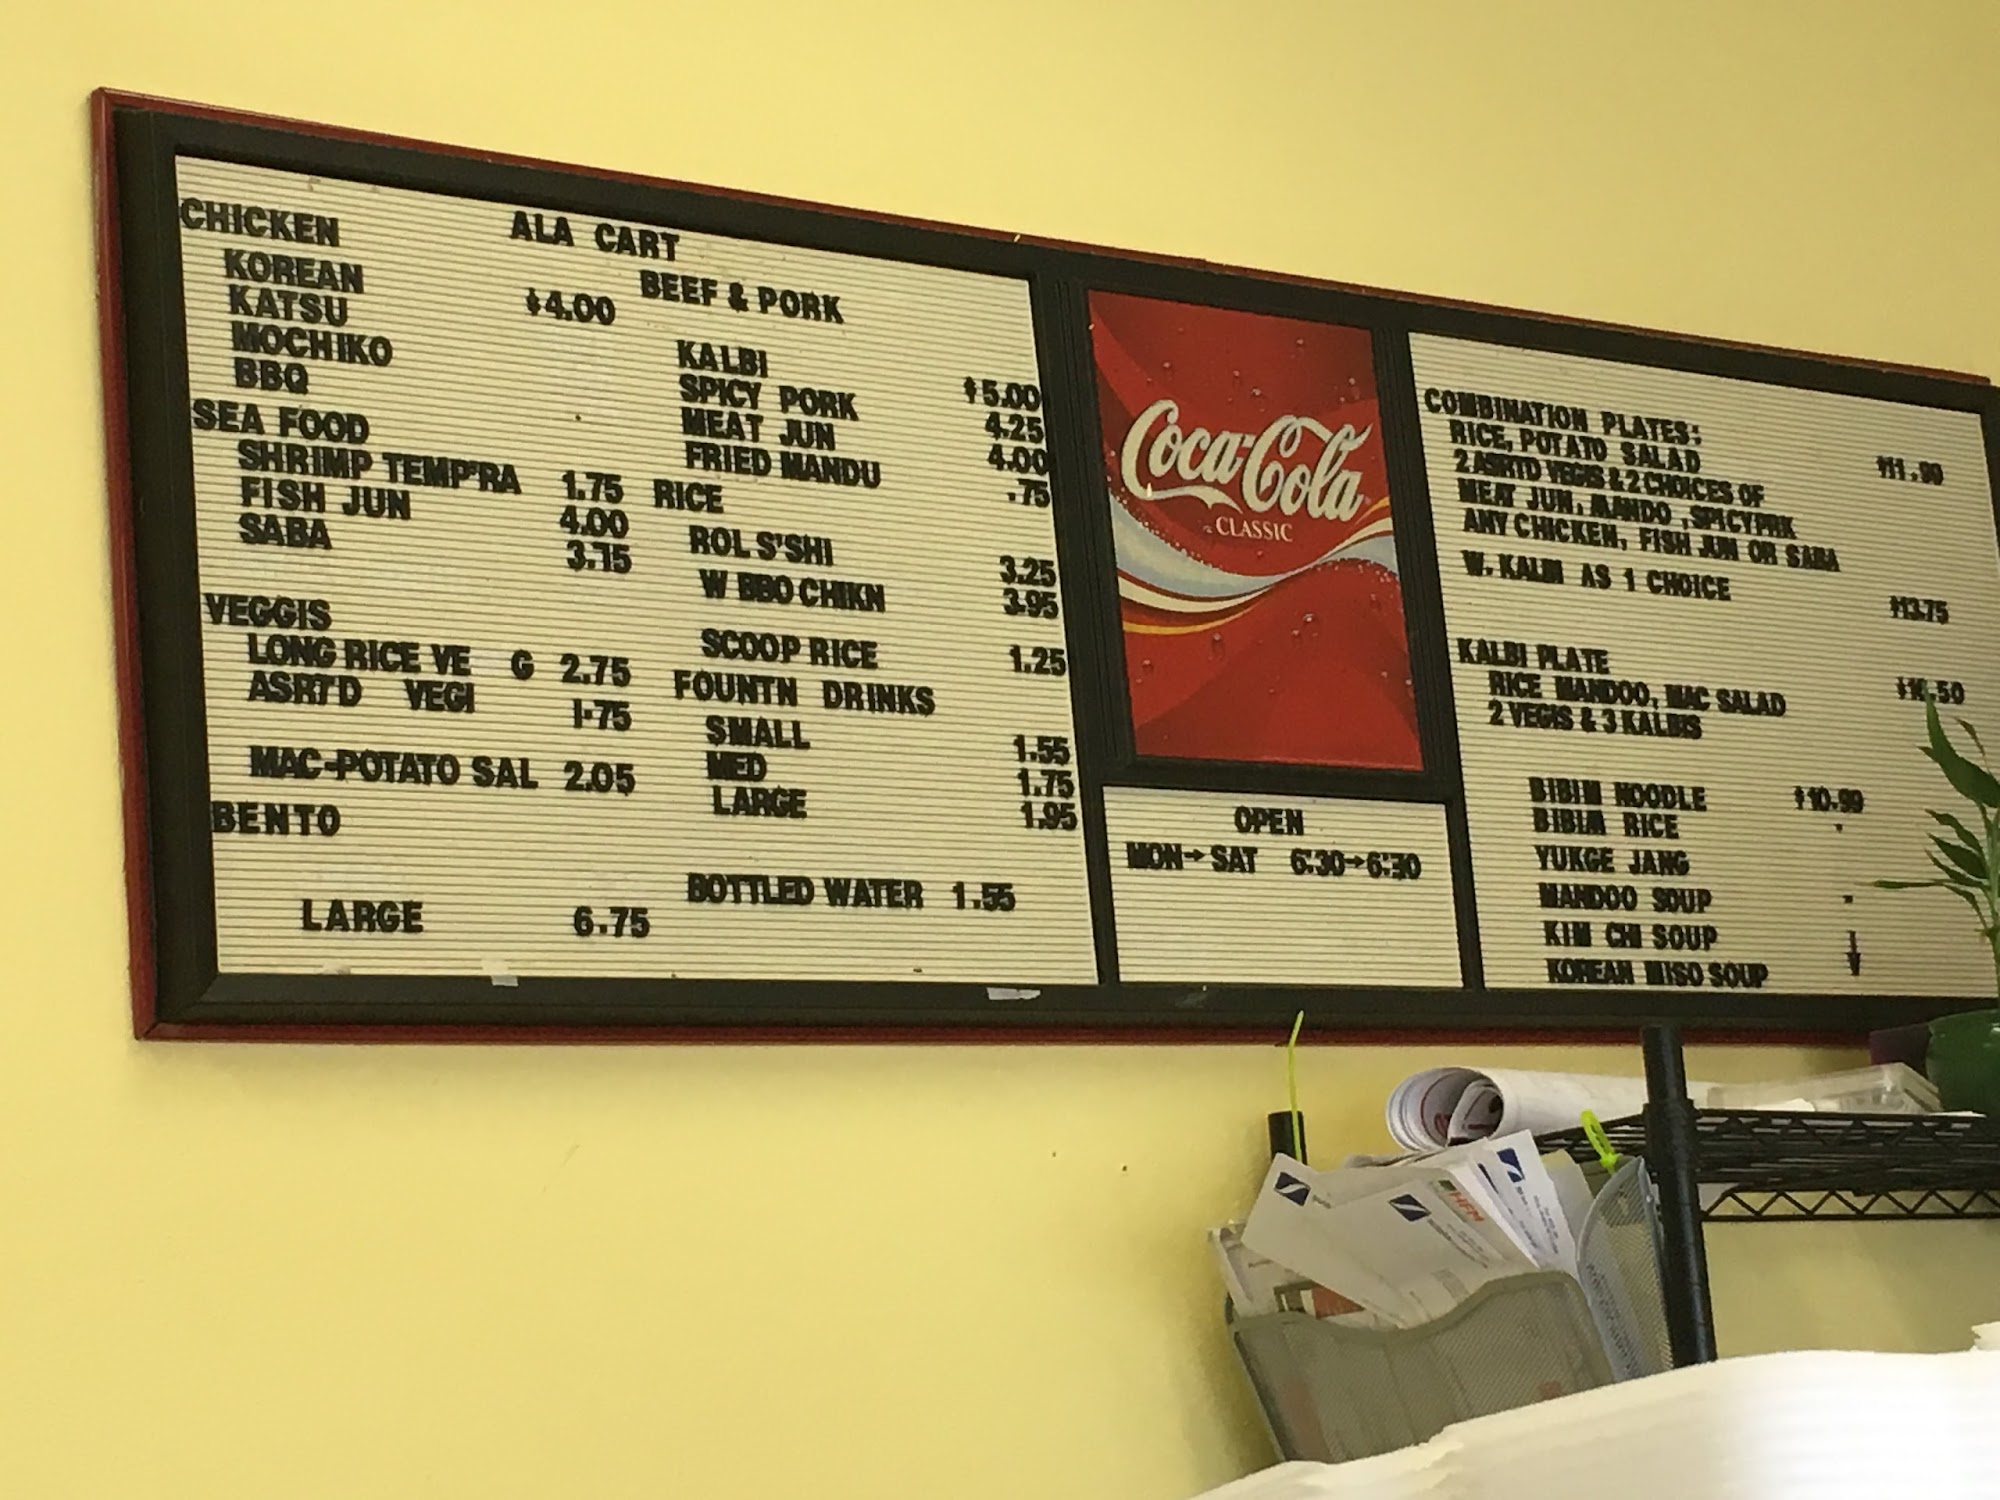 ALA CART
CHICKEN
KOREAN
KATSU $4.00
MOCHIKO
BBQ
SEA FOOD
SHRIMP TEMP'RA 1.75
FISH JUN 4.00
SABA 3.75
VEGGIS
LONG RICE VE G 2.75
ASRT'D VEGI 1.75
MAC-POTATO SAL 2.05
BENTO
LARGE 6.75
BEEF & PORK
KALBI $5.00
SPICY PORK 4.25
MEAT JUN 4.00
FRIED MANDU .75
RICE
ROL S'SHI 3.25
W BBQ CHIKN 3.95
SCOOP RICE 1.25
FOUNTN DRINKS
SMALL 1.55
MED 1.75
LARGE 1.95
BOTTLED WATER 1.55
Coca-Cola
CLASSIC
OPEN
MON→SAT 6:30→6:30
COMBINATION PLATES:
RICE, POTATO SALAD $11.90
2 ASRTD VEGIS & 2 CHOICES OF
MEAT JUN, MANDO, SPICYPRK
ANY CHICKEN, FISH JUN OR SABA
W. KALBI AS 1 CHOICE $13.75
KALBI PLATE
RICE MANDOO, MAC SALAD
2 VEGIS & 3 KALBIS
BIBIM NOODLE $10.99
BIBIM RICE
YUKGE JANG
MANDOO SOUP
KIM CHI SOUP
KOREAN MISO SOUP
HFM